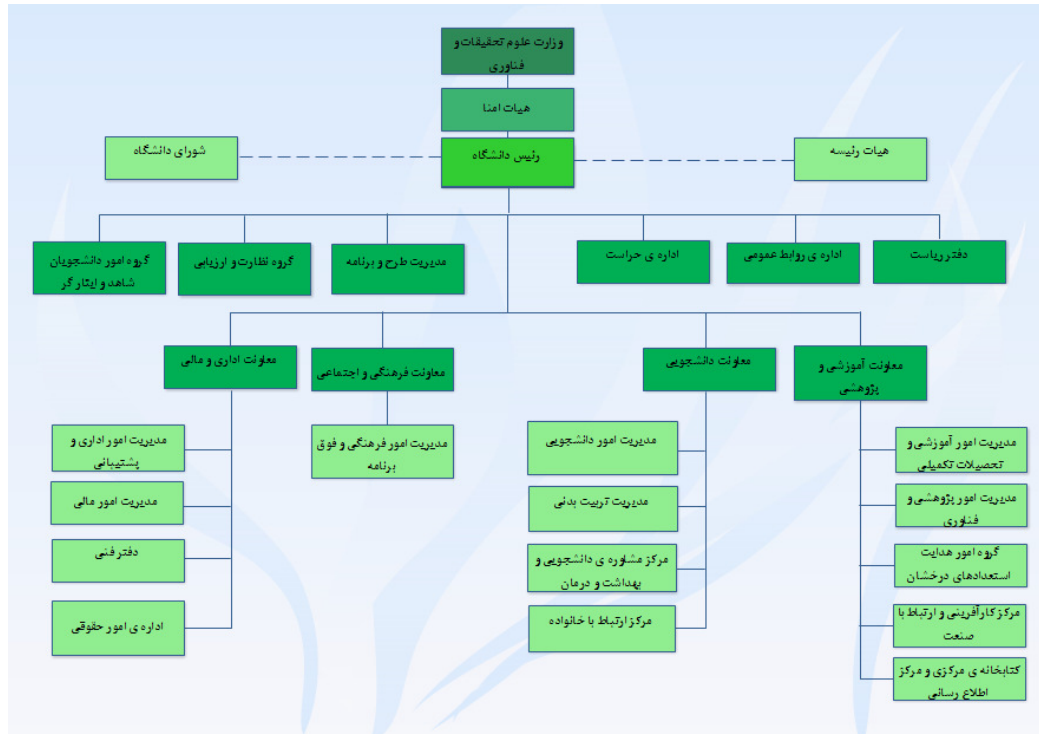 وزارت علوم تحقیقات و
فناوری
هیات امنا
هیات رئیسه
رئیس دانشگاه
شورای دانشگاه
دفتر ریاست
اداره ی روابط عمومی
اداره ی حراست
مدیریت طرح و برنامه
گروه نظارت و ارزیابی
گروه امور دانشجویان
شاهد و ایثار گر
معاونت آموزشی و
پژوهشی
معاونت دانشجویی
معاونت فرهنگی و اجتماعی
معاونت اداری و مالی
مدیریت امور آموزشی و
تحصیلات تکمیلی
مدیریت امور پژوهشی و
فناوری
گروه امور هدایت
استعدادهای درخشان
مرکز کارآفرینی و ارتباط با
صنعت
کتابخانه ی مرکزی و مرکز
اطلاع رسانی
مدیریت امور دانشجویی
مدیریت تربیت بدنی
مرکز مشاوره ی دانشجویی و
بهداشت و درمان
مرکز ارتباط با خانواده
مدیریت امور فرهنگی و فوق
برنامه
مدیریت امور اداری و
پشتیبانی
مدیریت امور مالی
دفتر فنی
اداره ی امور حقوقی